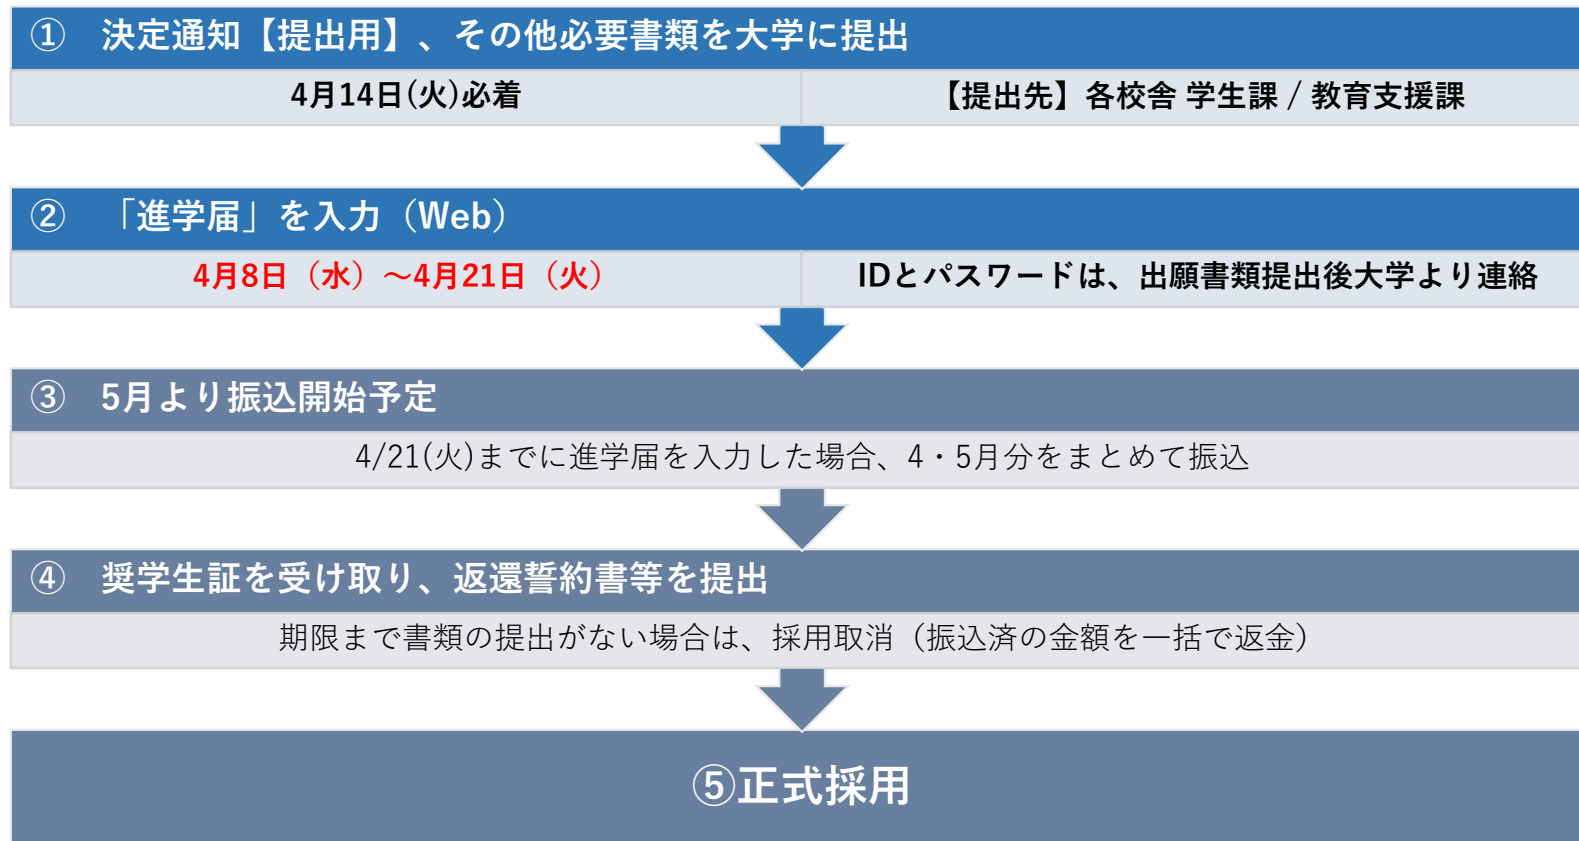 ① 決定通知【提出用】、その他必要書類を大学に提出
4月14日(火)必着
【提出先】各校舎 学生課 / 教育支援課
② 「進学届」を入力（Web）
4月8日（水）～4月21日（火）
IDとパスワードは、出願書類提出後大学より連絡
③ 5月より振込開始予定
4/21(火)までに進学届を入力した場合、4・5月分をまとめて振込
④ 奨学生証を受け取り、返還誓約書等を提出
期限まで書類の提出がない場合は、採用取消（振込済の金額を一括で返金）
⑤正式採用